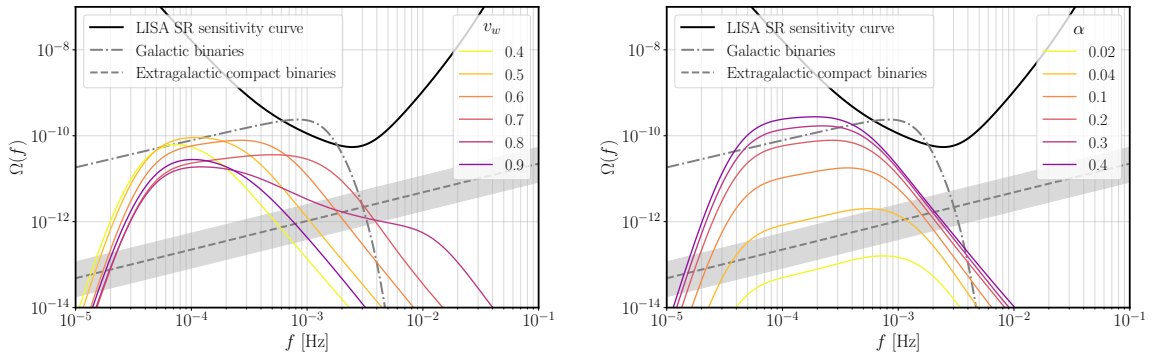 LISA SR sensitivity curve
Galactic binaries
Extragalactic compact binaries
v_w
0.4
0.5
0.6
0.7
0.8
0.9
10^{-8}
10^{-10}
10^{-12}
10^{-14}
Ω(f)
10^{-5}
10^{-4}
10^{-3}
10^{-2}
10^{-1}
f [Hz]
LISA SR sensitivity curve
Galactic binaries
Extragalactic compact binaries
α
0.02
0.04
0.1
0.2
0.3
0.4
10^{-8}
10^{-10}
10^{-12}
10^{-14}
Ω(f)
10^{-5}
10^{-4}
10^{-3}
10^{-2}
10^{-1}
f [Hz]